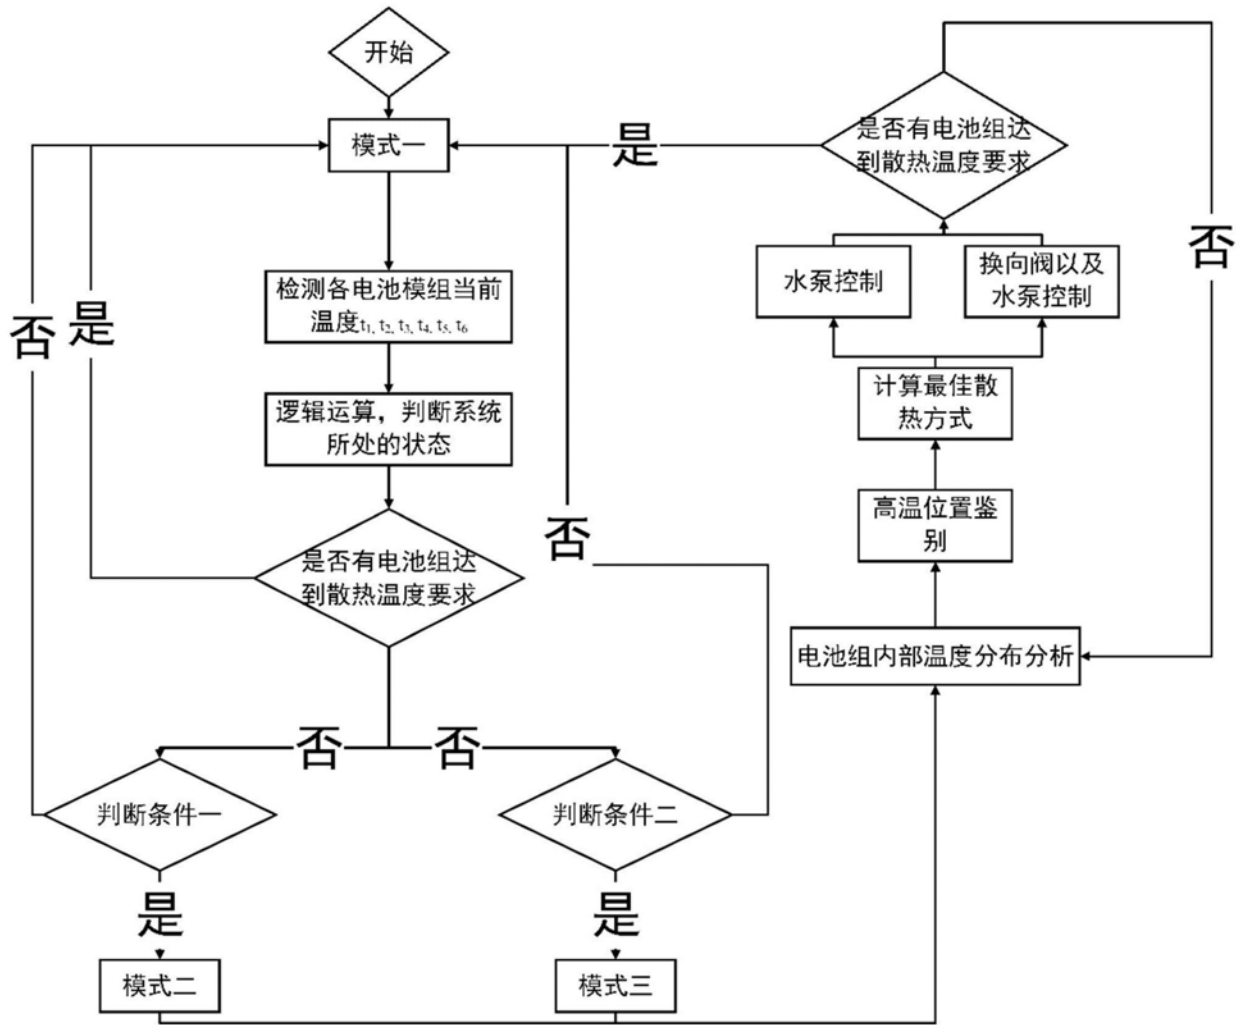 开始
模式一
检测各电池模组当前
温度t1, t2, t3, t4, t5, t6
逻辑运算，判断系统
所处的状态
是否有电池组达
到散热温度要求
是
否
否
否
判断条件一
是
模式二
判断条件二
否
是
模式三
电池组内部温度分布分析
高温位置鉴
别
计算最佳散
热方式
水泵控制
换向阀以及
水泵控制
是否有电池组达
到散热温度要求
是
否